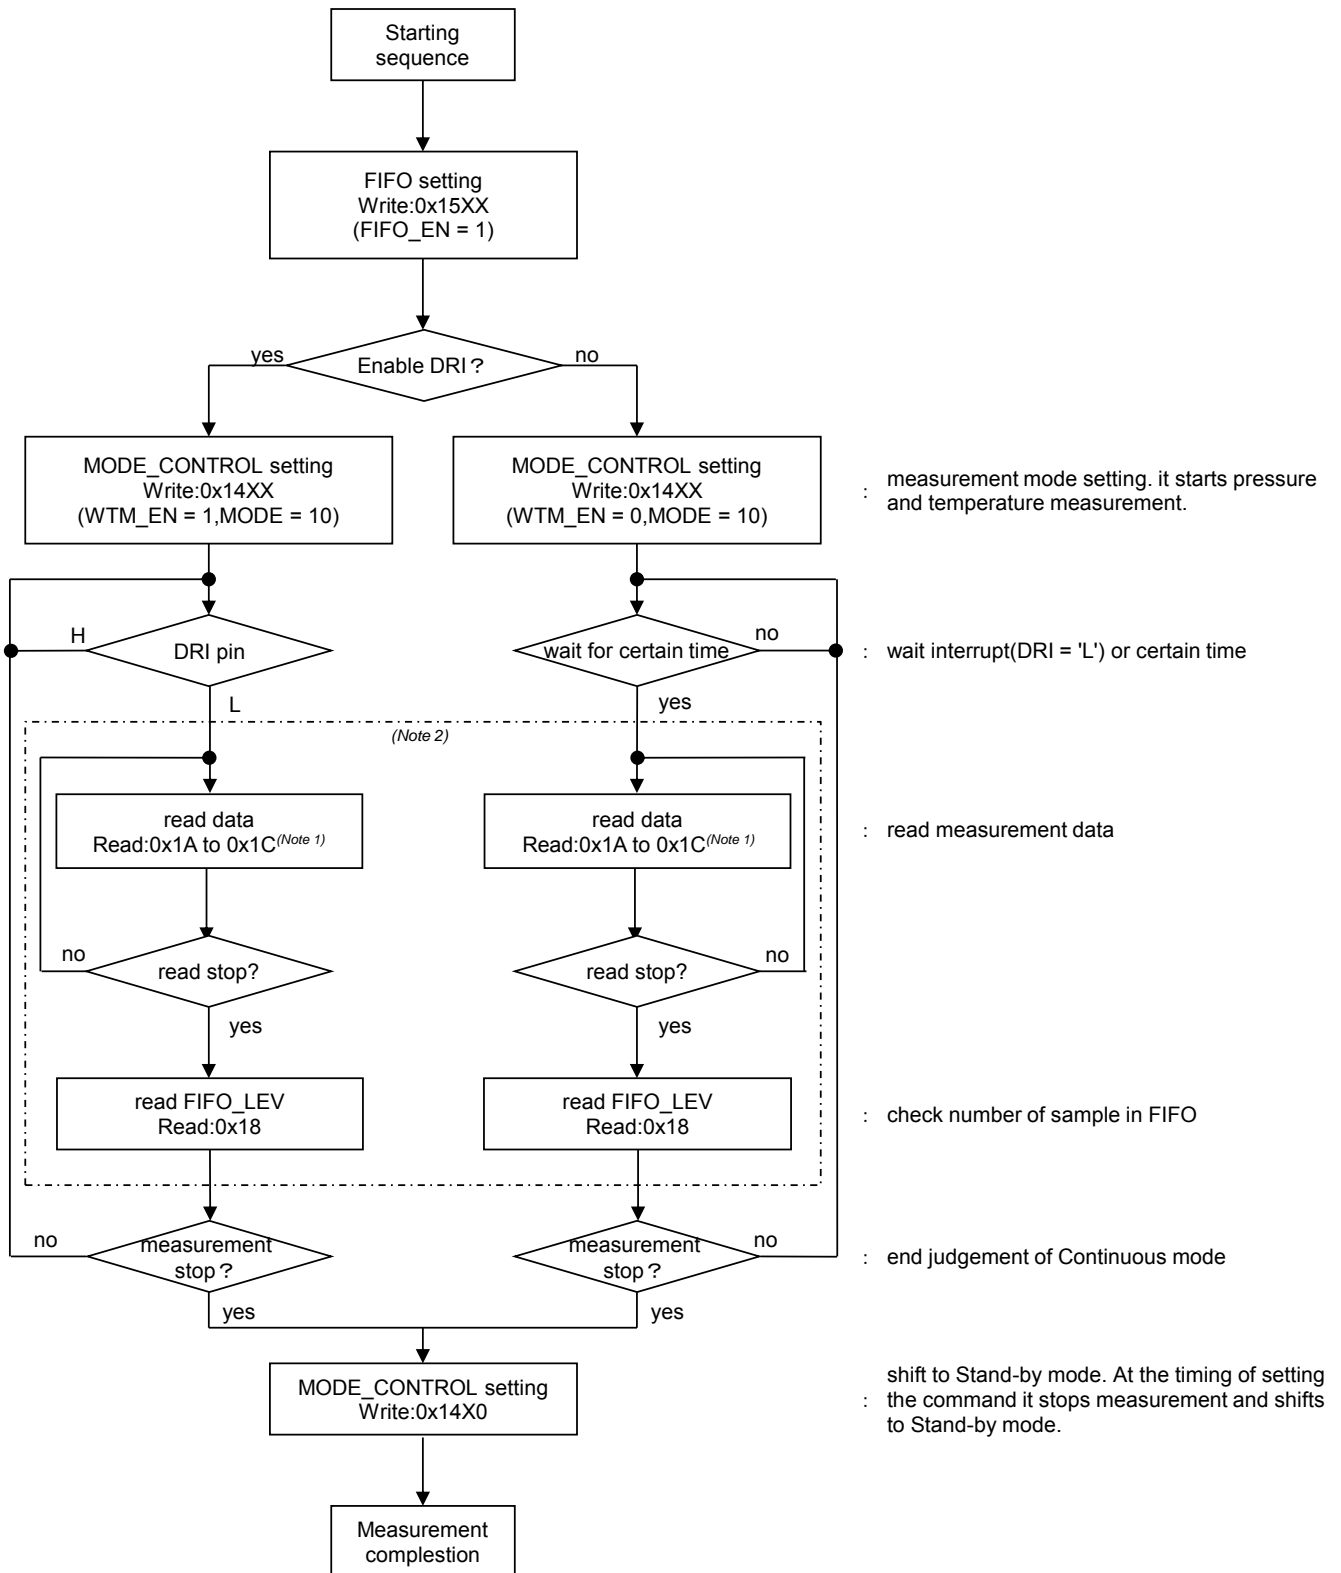 Starting
sequence
FIFO setting
Write:0x15XX
(FIFO_EN = 1)
yes
Enable DRI？
no
MODE_CONTROL setting
Write:0x14XX
(WTM_EN = 1,MODE = 10)
MODE_CONTROL setting
Write:0x14XX
(WTM_EN = 0,MODE = 10)
: measurement mode setting. it starts pressure
and temperature measurement.
H
DRI pin
L
wait for certain time
no
yes
: wait interrupt(DRI = 'L') or certain time
(Note 2)
read data
Read:0x1A to 0x1C(Note 1)
read data
Read:0x1A to 0x1C(Note 1)
: read measurement data
no
read stop?
yes
read stop?
no
yes
read FIFO_LEV
Read:0x18
read FIFO_LEV
Read:0x18
: check number of sample in FIFO
no
measurement
stop？
yes
measurement
stop？
no
yes
: end judgement of Continuous mode
MODE_CONTROL setting
Write:0x14X0
shift to Stand-by mode. At the timing of setting
: the command it stops measurement and shifts
to Stand-by mode.
Measurement
complestion